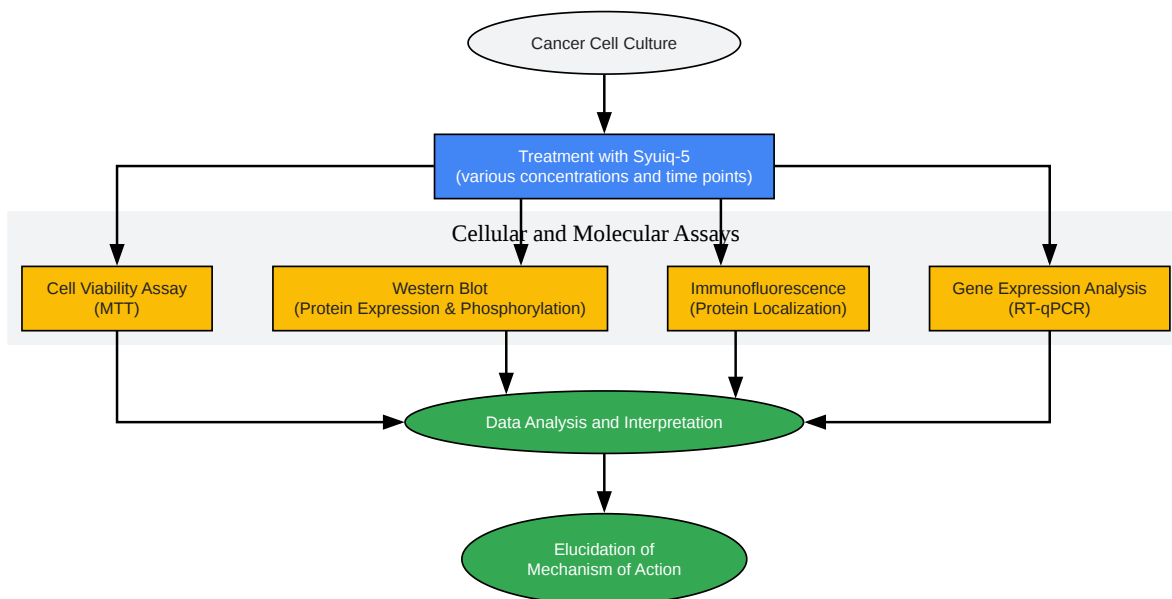 Cancer Cell Culture
Treatment with Syuiq-5
(various concentrations and time points)
Cellular and Molecular Assays
Cell Viability Assay
(MTT)
Western Blot
(Protein Expression & Phosphorylation)
Immunofluorescence
(Protein Localization)
Gene Expression Analysis
(RT-qPCR)
Data Analysis and Interpretation
Elucidation of
Mechanism of Action